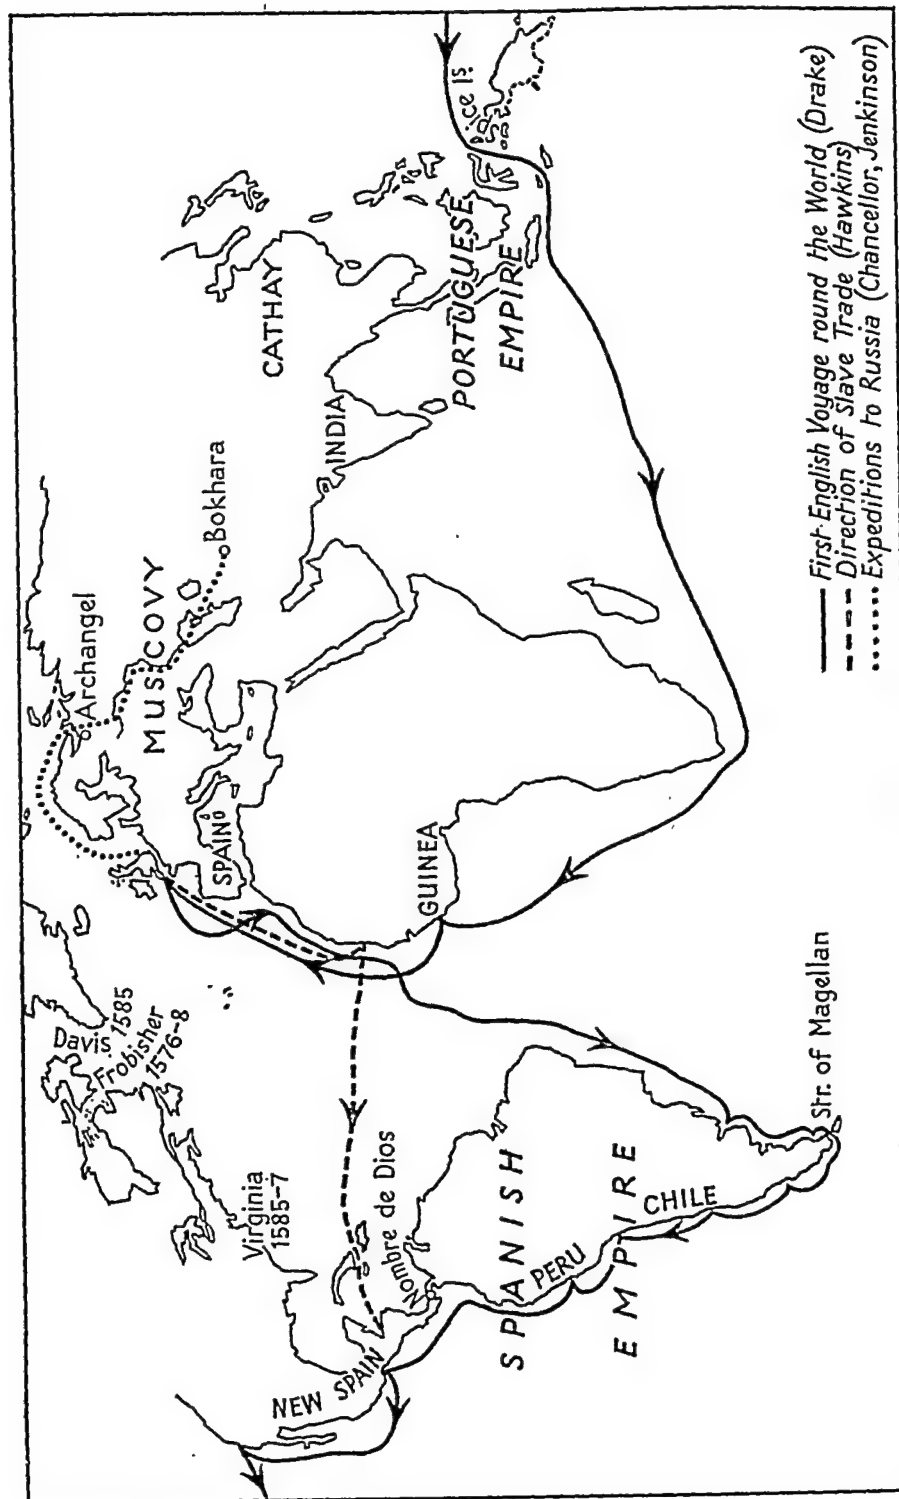 Davis 1585
Frobisher
1576-8
Virginia
1585-7
NEW SPAIN
Nombre de Dios
SPANISH
EMPIRE
PERU
CHILE
Str. of Magellan
SPAIN
GUINEA
Archangel
MUSCOVY
Bokhara
INDIA
CATHAY
PORTUGUESE
EMPIRE
Spice Is.
First English Voyage round the World (Drake)
Direction of Slave Trade (Hawkins)
Expeditions to Russia (Chancellor, Jenkinson)